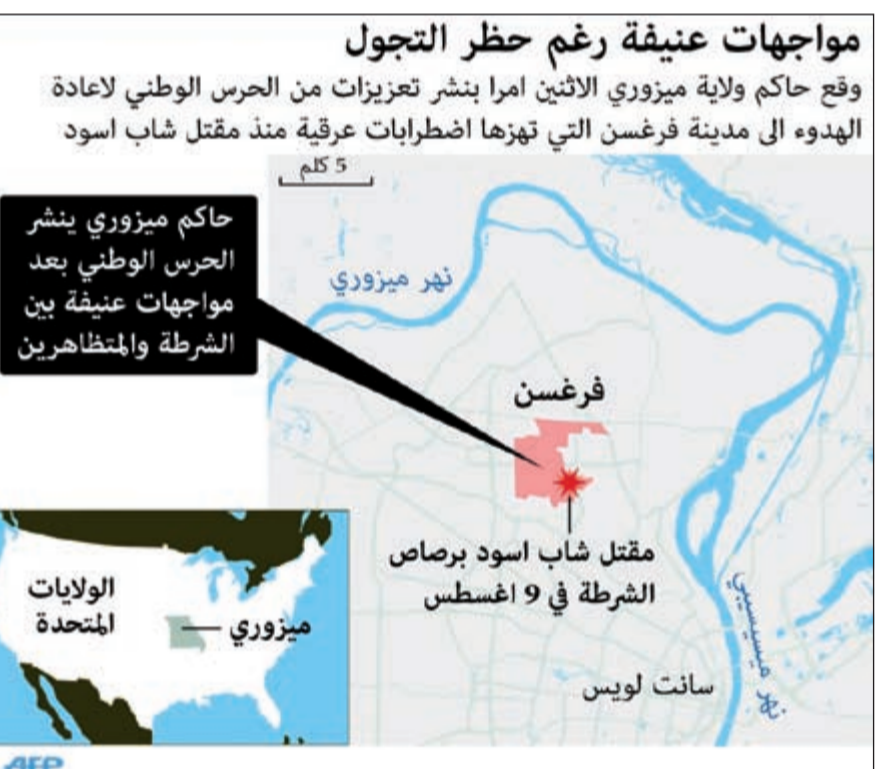 مواجهات عنيفة رغم حظر التجول
وقع حاكم ولاية ميزوري الاثنين امرا بنشر تعزيزات من الحرس الوطني لاعادة
الهدوء الى مدينة فرغسن التي تهزها اضطرابات عرقية منذ مقتل شاب اسود
5 كلم
حاكم ميزوري ينشر
الحرس الوطني بعد
مواجهات عنيفة بين
الشرطة والمتظاهرين
نهر ميزوري
فرغسن
مقتل شاب اسود برصاص
الشرطة في 9 اغسطس
نهر ميسيسيبي
سانت لويس
الولايات
المتحدة
ميزوري
AFP